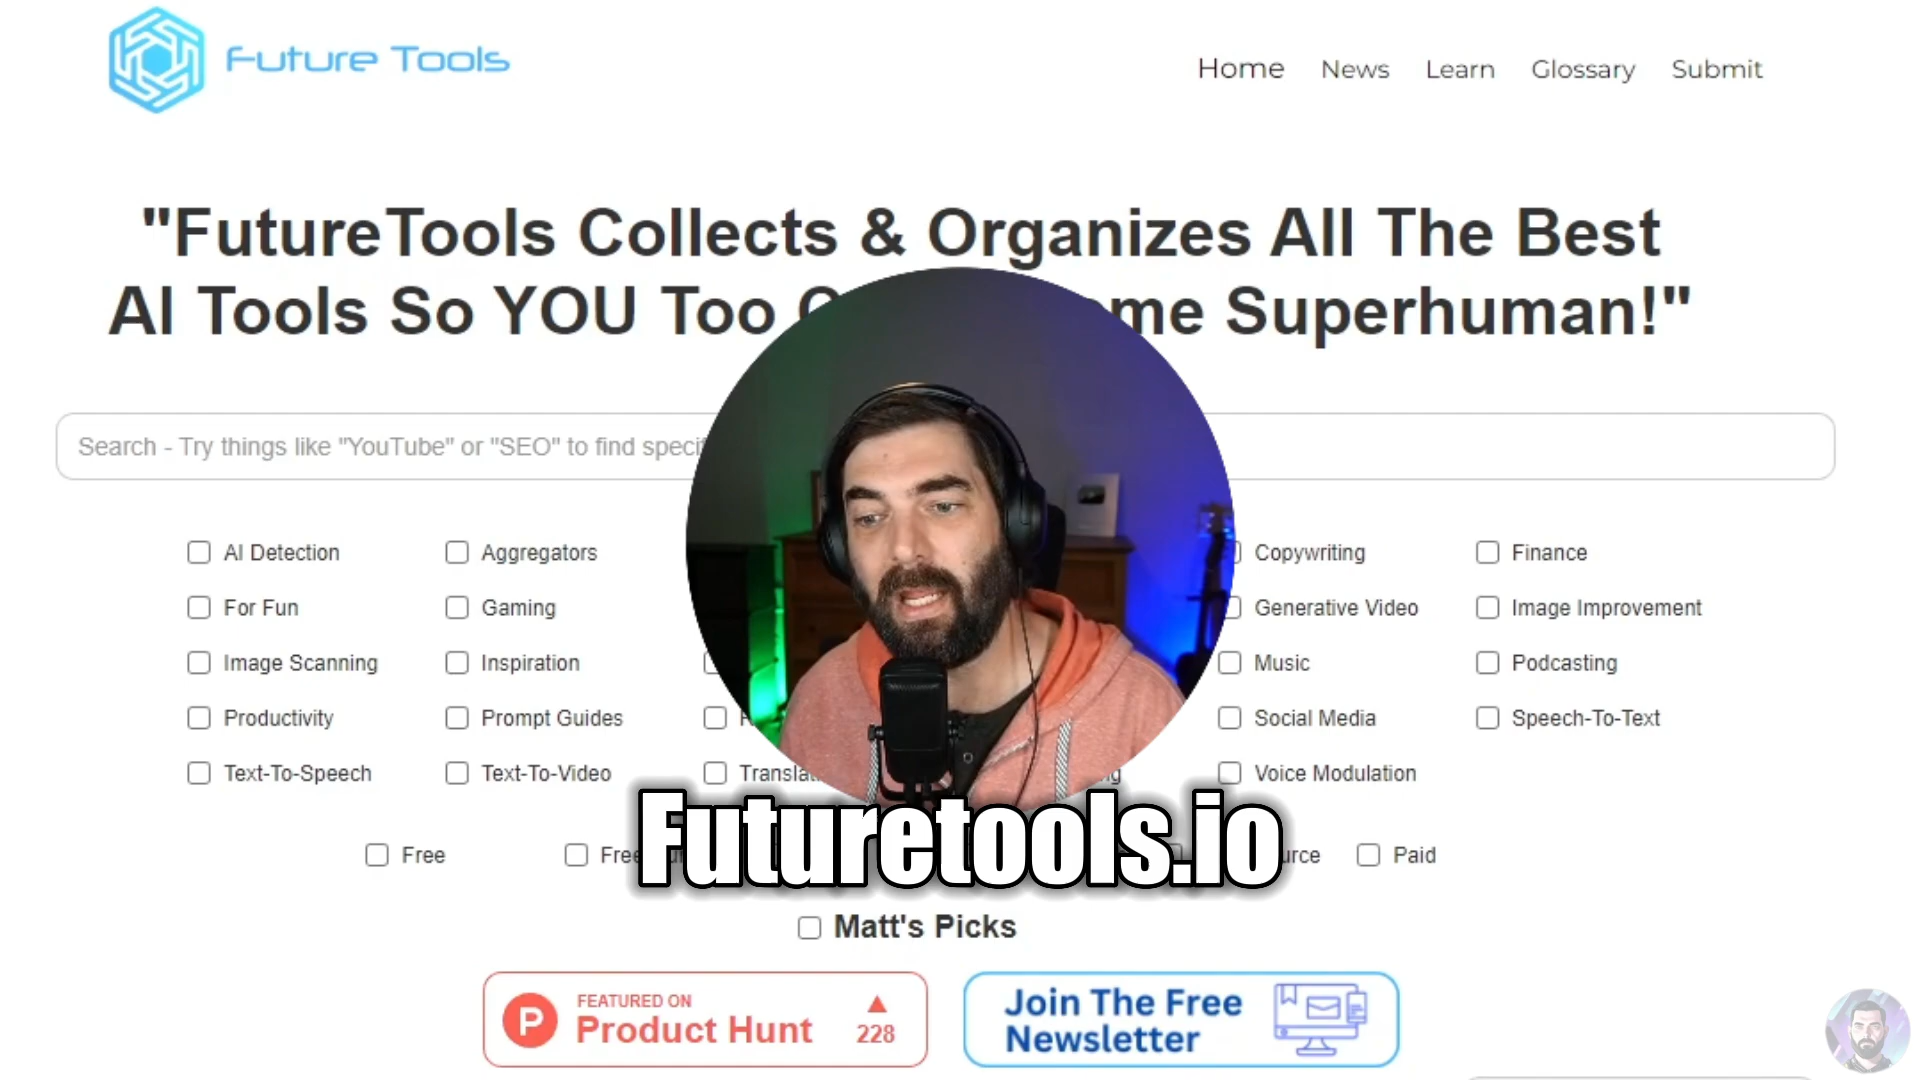 Future Tools
Home News Learn Glossary Submit
"FutureTools Collects & Organizes All The Best
AI Tools So YOU Too Superhuman!"
Search - Try things like "YouTube" or "SEO" to find
AI Detection Aggregators Copywriting Finance
For Fun Gaming Generative Video Image Improvement
Image Scanning Inspiration Music Podcasting
Productivity Prompt Guides Social Media Speech-To-Text
Text-To-Speech Text-To-Video Voice Modulation
Free Paid
Futuretools.io
Matt's Picks
FEATURED ON
Product Hunt 228
Join The Free
Newsletter